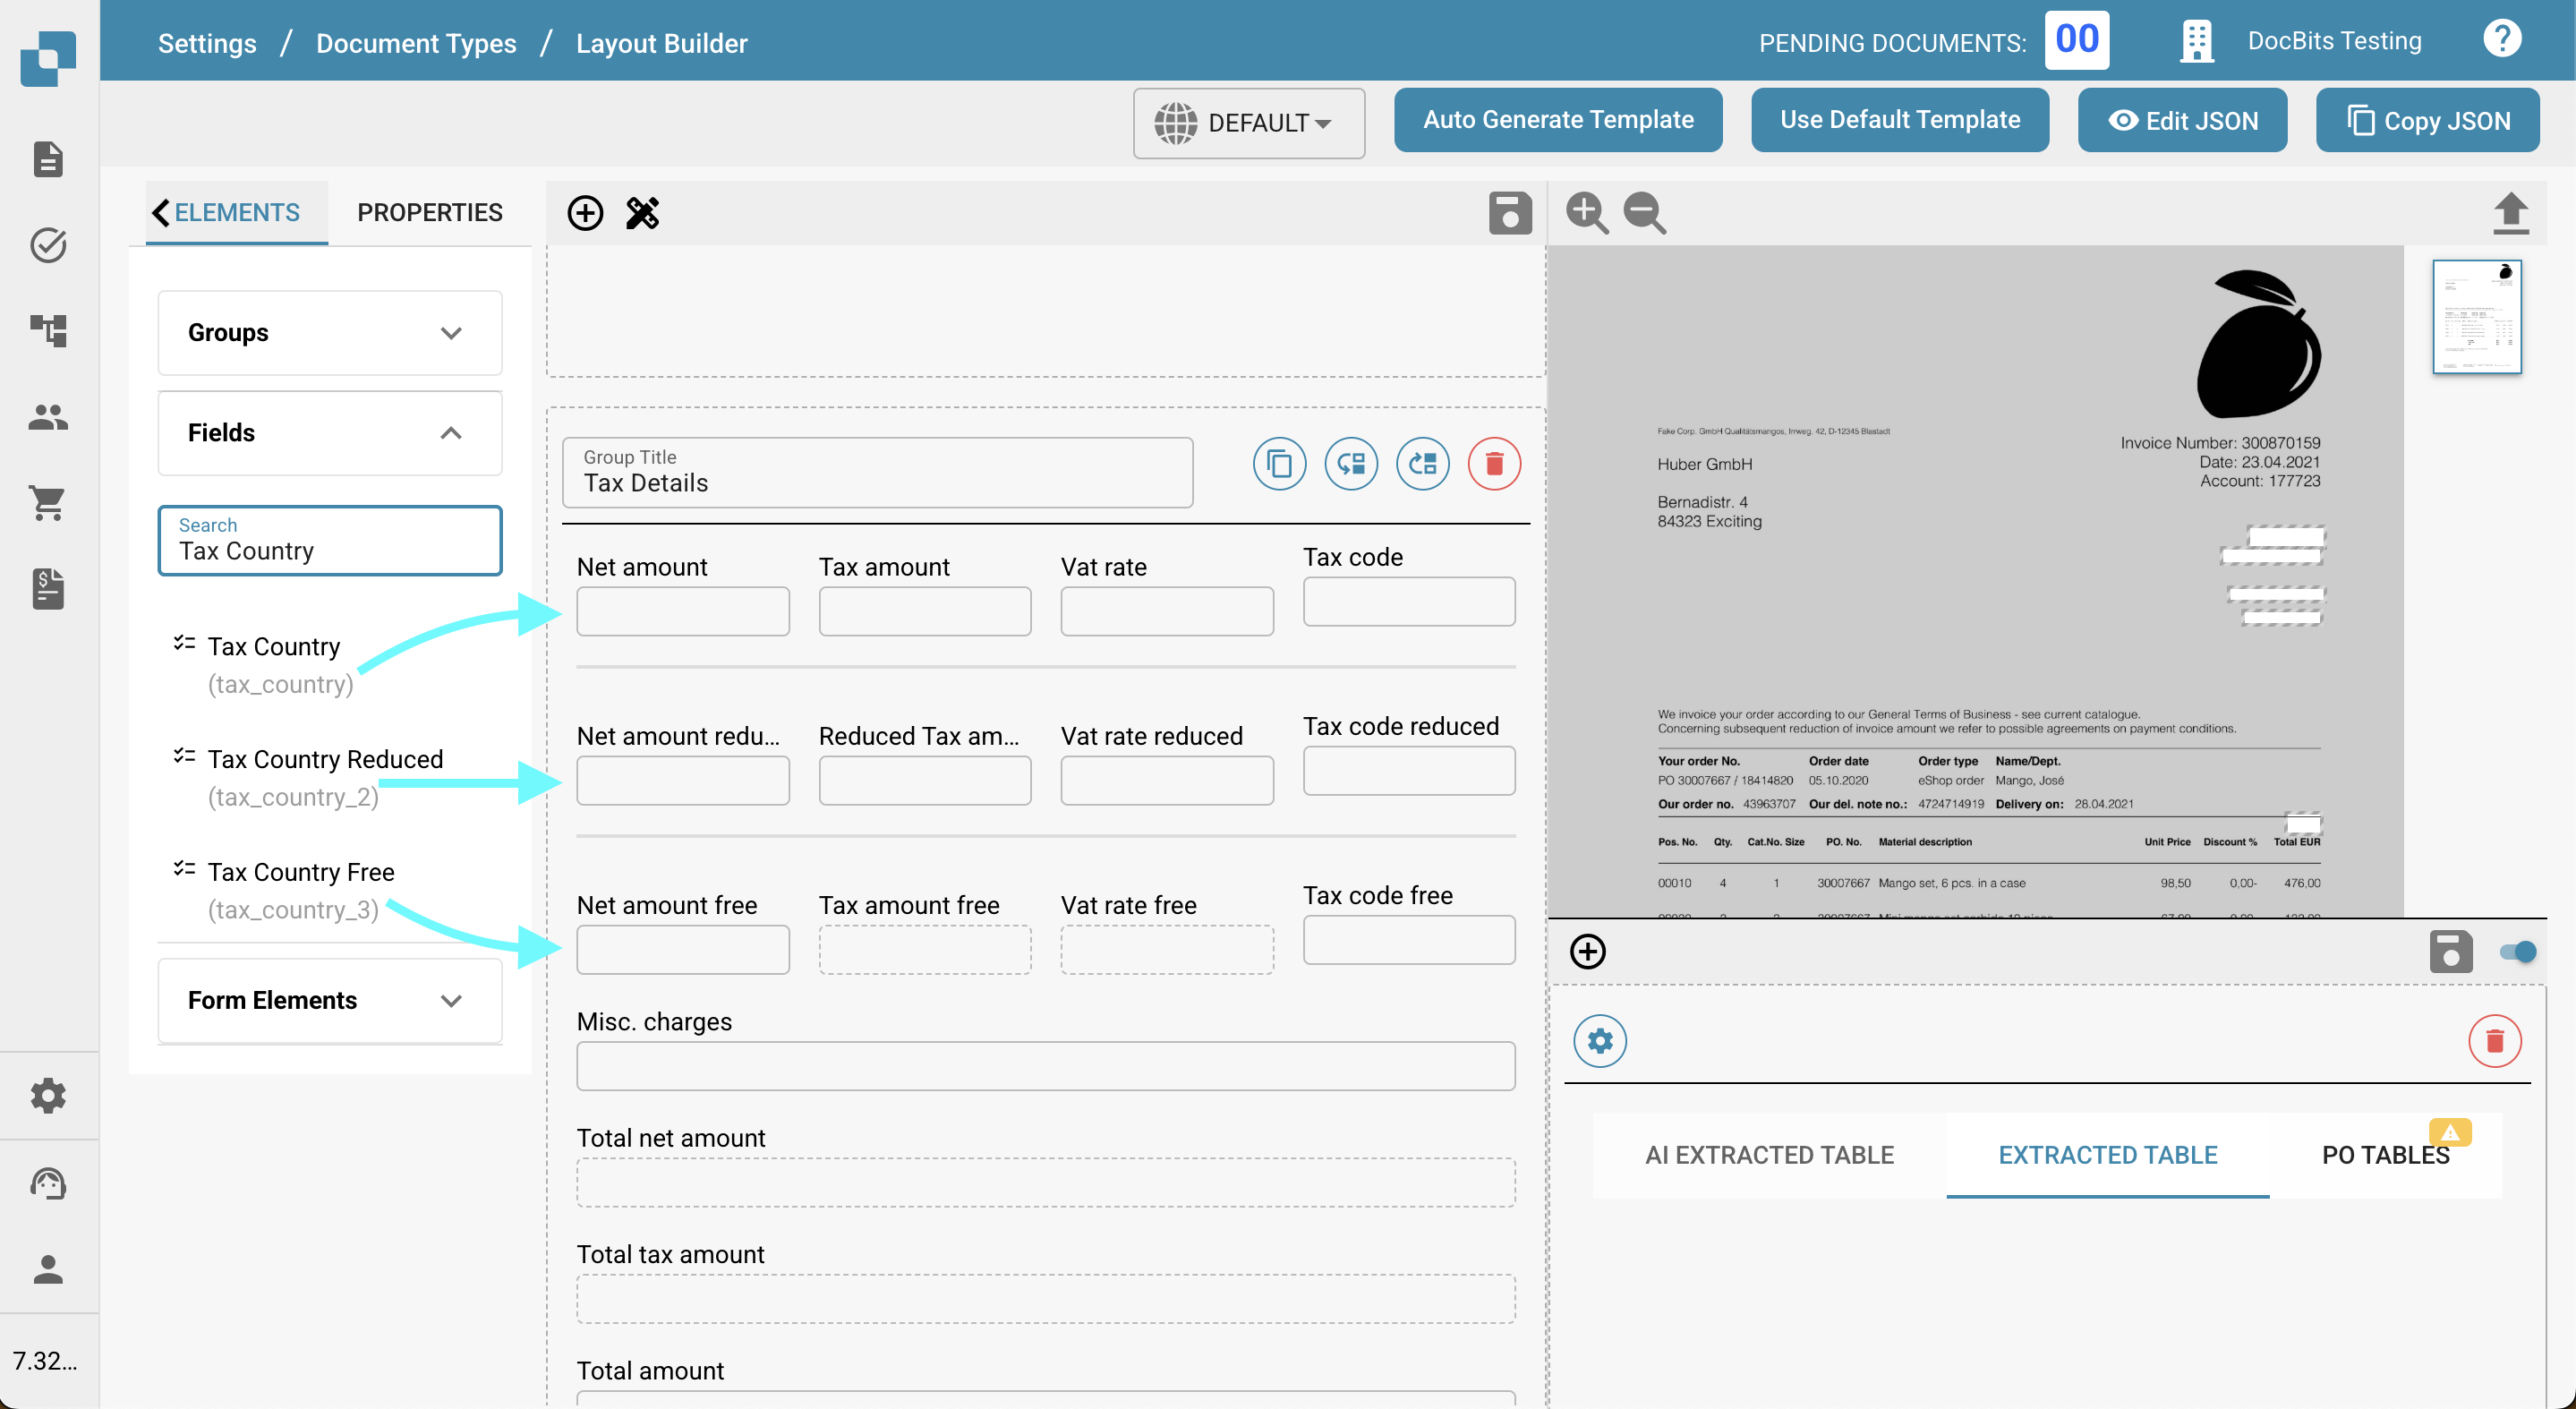 Settings / Document Types / Layout Builder
PENDING DOCUMENTS: 00
DocBits Testing
?
DEFAULT
Auto Generate Template
Use Default Template
Edit JSON
Copy JSON
ELEMENTS
PROPERTIES
Groups
Fields
Search
Tax Country
Tax Country
(tax_country)
Tax Country Reduced
(tax_country_2)
Tax Country Free
(tax_country_3)
Form Elements
7.32...
Group Title
Tax Details
Net amount
Tax amount
Vat rate
Tax code
Net amount redu...
Reduced Tax am...
Vat rate reduced
Tax code reduced
Net amount free
Tax amount free
Vat rate free
Tax code free
Misc. charges
Total net amount
Total tax amount
Total amount
Fake Corp. GmbH Qualitätsmangos, Irrweg. 42, D-12345 Blastadt
Huber GmbH
Bernadistr. 4
84323 Exciting
Invoice Number: 300870159
Date: 23.04.2021
Account: 177723
We invoice your order according to our General Terms of Business - see current catalogue.
Concerning subsequent reduction of invoice amount we refer to possible agreements on payment conditions.
Your order No. Order date Order type Name/Dept.
PO 30007667 / 18414820 05.10.2020 eShop order Mango, José
Our order no. 43963707 Our del. note no.: 4724714919 Delivery on: 28.04.2021
Pos. No. Qty. Cat.No. Size PO. No. Material description Unit Price Discount % Total EUR
00010 4 1 30007667 Mango set, 6 pcs. in a case 98,50 0,00- 476,00
AI EXTRACTED TABLE
EXTRACTED TABLE
PO TABLES